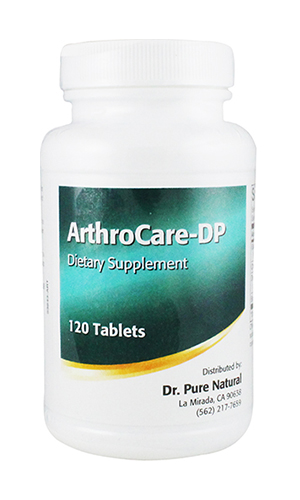 ArthroCare-DP
Dietary Supplement
120 Tablets
Distributed by:
Dr. Pure Natural
La Mirada, CA 90638
(562) 217-7659